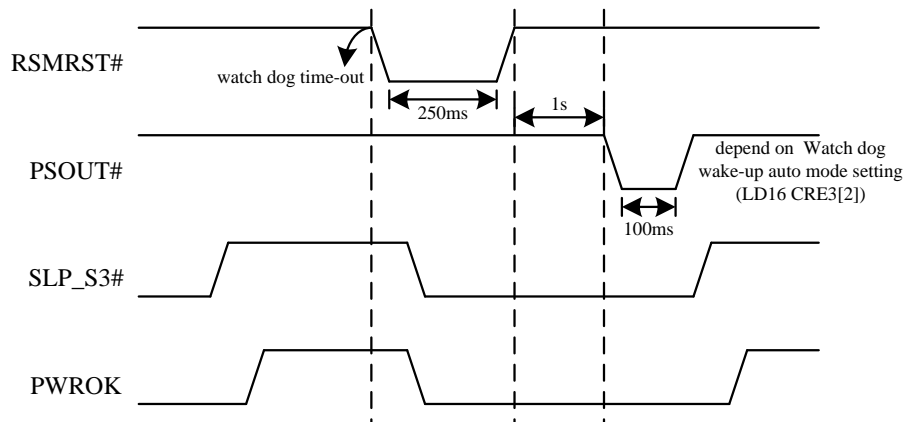 RSMRST#
watch dog time-out
250ms
1s
PSOUT#
depend on Watch dog
wake-up auto mode setting
(LD16 CRE3[2])
100ms
SLP_S3#
PWROK